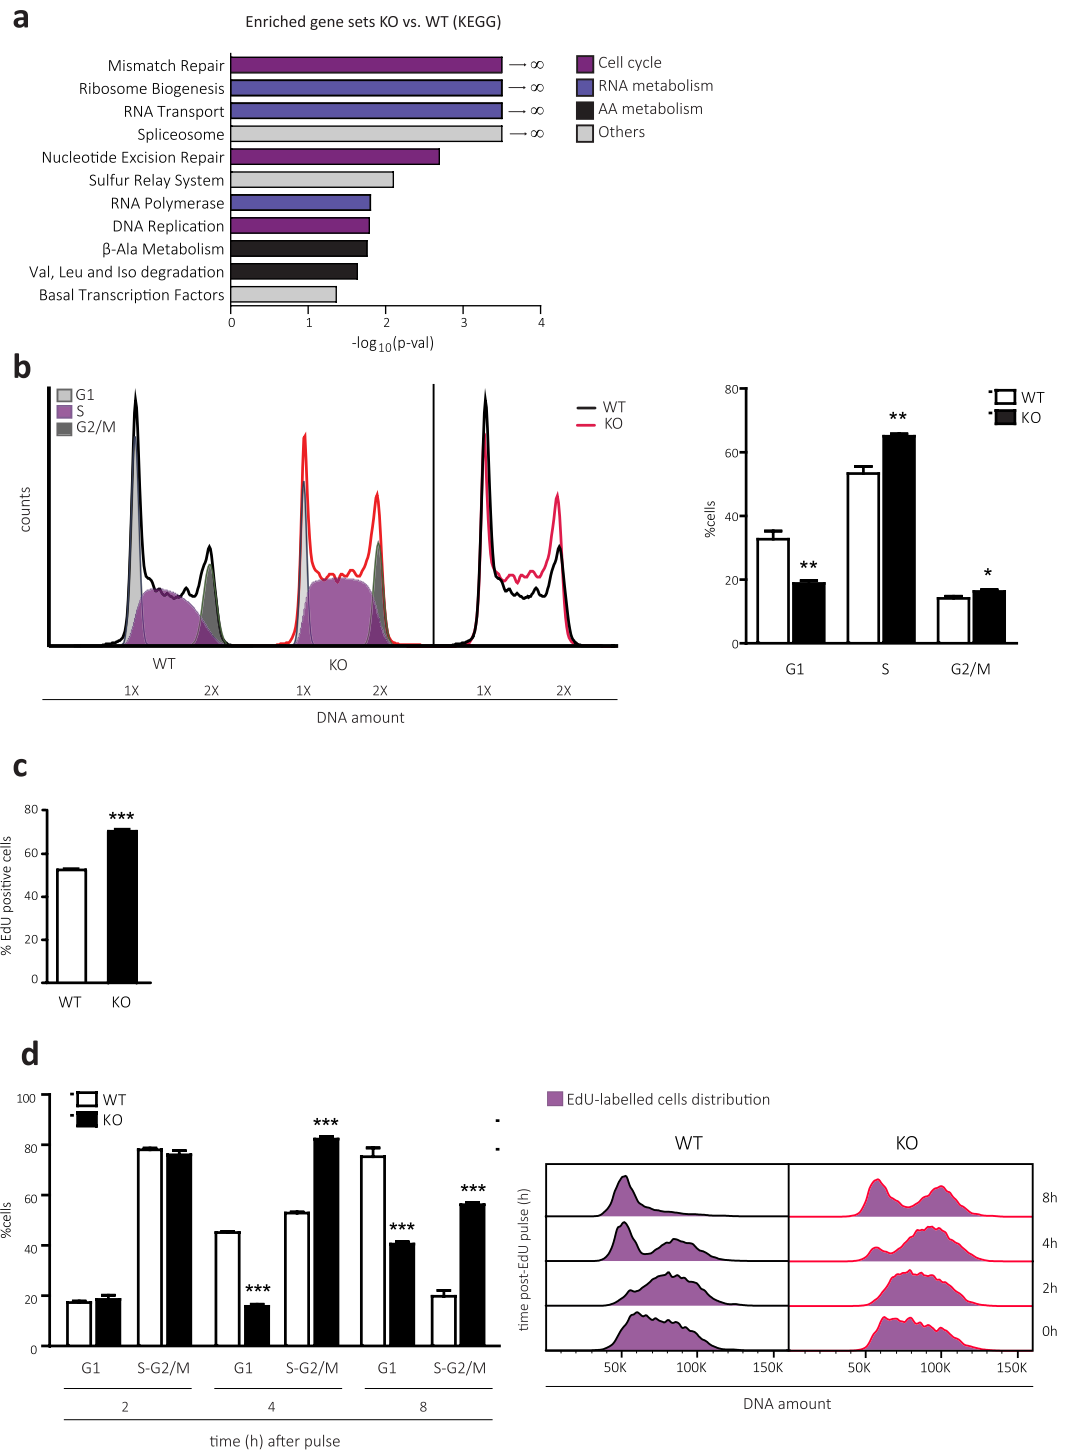 a
Enriched gene sets KO vs. WT (KEGG)
Mismatch Repair
Ribosome Biogenesis
RNA Transport
Spliceosome
Nucleotide Excision Repair
Sulfur Relay System
RNA Polymerase
DNA Replication
β-Ala Metabolism
Val, Leu and Iso degradation
Basal Transcription Factors
→ ∞
→ ∞
→ ∞
→ ∞
Cell cycle
RNA metabolism
AA metabolism
Others
0 1 2 3 4
-log10(p-val)
b
G1
S
G2/M
WT
KO
counts
WT KO
1X 2X 1X 2X 1X 2X
DNA amount
80
60
40
20
0
%cells
WT
KO
**
**
*
G1 S G2/M
c
80
60
40
20
0
% EdU positive cells
***
WT KO
d
100
80
60
40
20
0
%cells
WT
KO
***
***
***
***
G1 S-G2/M G1 S-G2/M G1 S-G2/M
2 4 8
time (h) after pulse
EdU-labelled cells distribution
WT KO
time post-EdU pulse (h)
8h
4h
2h
0h
50K 100K 150K 50K 100K 150K
DNA amount